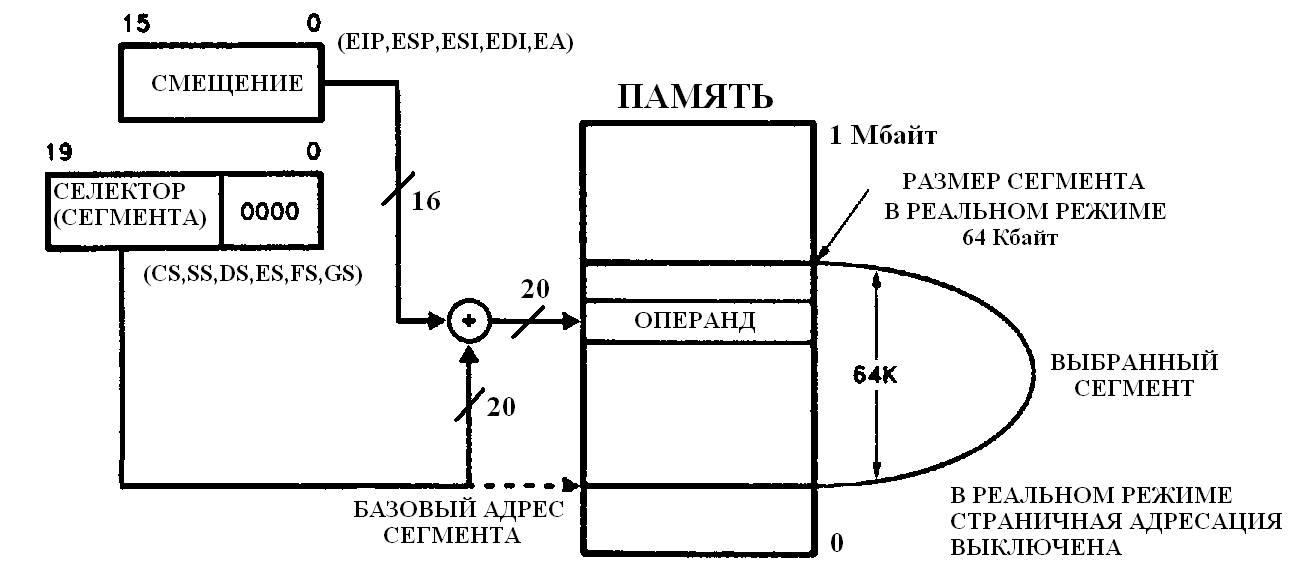 15 0
(EIP,ESP,ESI,EDI,EA)
СМЕЩЕНИЕ
19 0
СЕЛЕКТОР
(СЕГМЕНТА)
0000
(CS,SS,DS,ES,FS,GS)
16
20
20
БАЗОВЫЙ АДРЕС
СЕГМЕНТА
ПАМЯТЬ
1 Мбайт
РАЗМЕР СЕГМЕНТА
В РЕАЛЬНОМ РЕЖИМЕ
64 Кбайт
ОПЕРАНД
64K
ВЫБРАННЫЙ
СЕГМЕНТ
0
В РЕАЛЬНОМ РЕЖИМЕ
СТРАНИЧНАЯ АДРЕСАЦИЯ
ВЫКЛЮЧЕНА